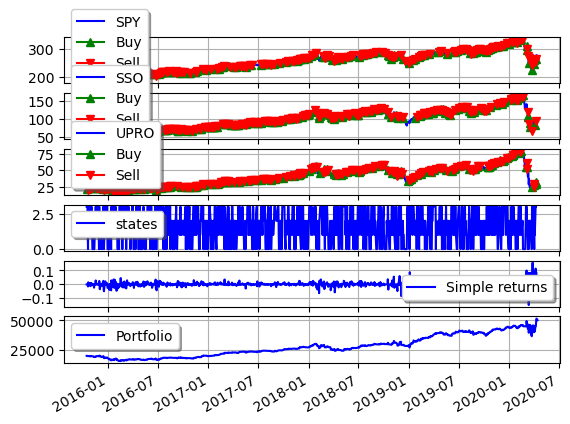 SPY
Buy
Sell
300
200
SSO
Buy
Sell
150
100
50
UPRO
Buy
Sell
75
50
25
states
2.5
0.0
Simple returns
0.1
0.0
−0.1
Portfolio
50000
25000
2016-01 2016-07 2017-01 2017-07 2018-01 2018-07 2019-01 2019-07 2020-01 2020-07